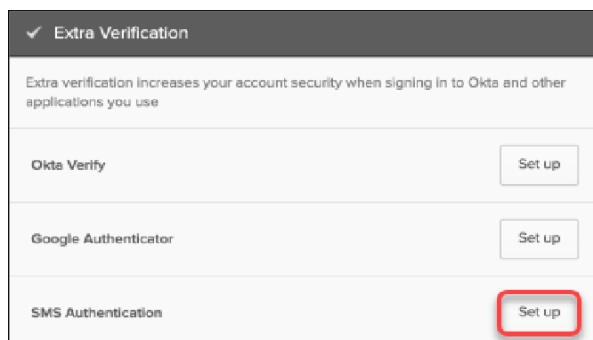 Extra Verification
Extra verification increases your account security when signing in to Okta and other
applications you use
Okta Verify
Set up
Google Authenticator
Set up
SMS Authentication
Set up